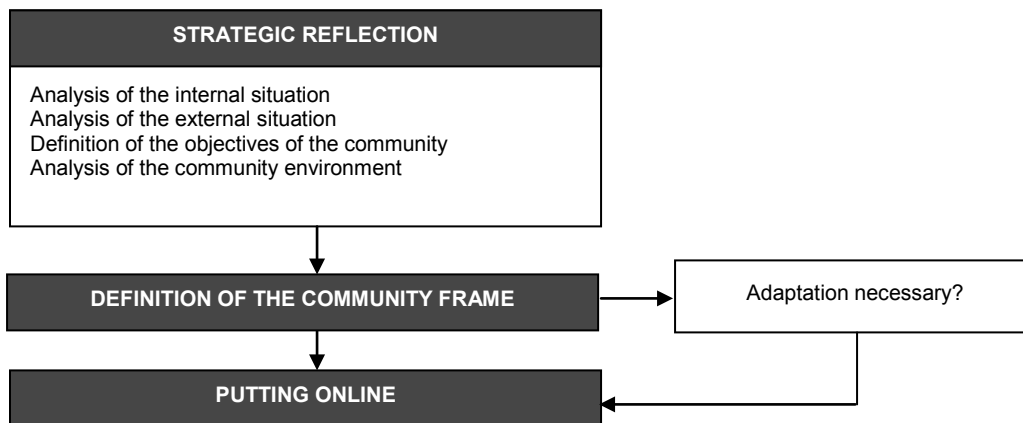 STRATEGIC REFLECTION
Analysis of the internal situation
Analysis of the external situation
Definition of the objectives of the community
Analysis of the community environment
DEFINITION OF THE COMMUNITY FRAME
Adaptation necessary?
PUTTING ONLINE